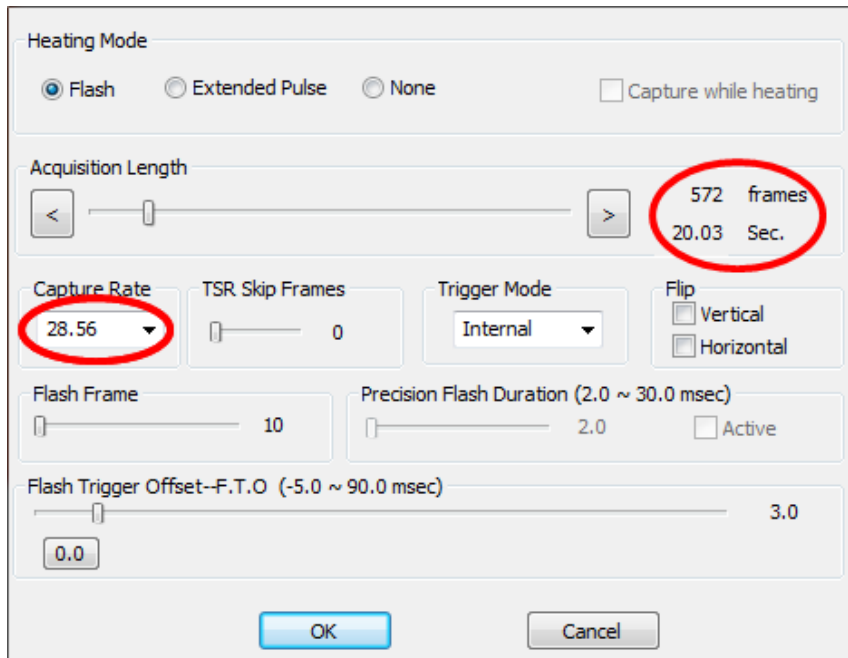 Heating Mode
Flash Extended Pulse None Capture while heating
Acquisition Length
< > 572 frames
20.03 Sec.
Capture Rate TSR Skip Frames Trigger Mode Flip
28.56 0 Internal Vertical
Horizontal
Flash Frame Precision Flash Duration (2.0 ~ 30.0 msec)
10 2.0 Active
Flash Trigger Offset--F.T.O (-5.0 ~ 90.0 msec)
3.0
0.0
OK Cancel